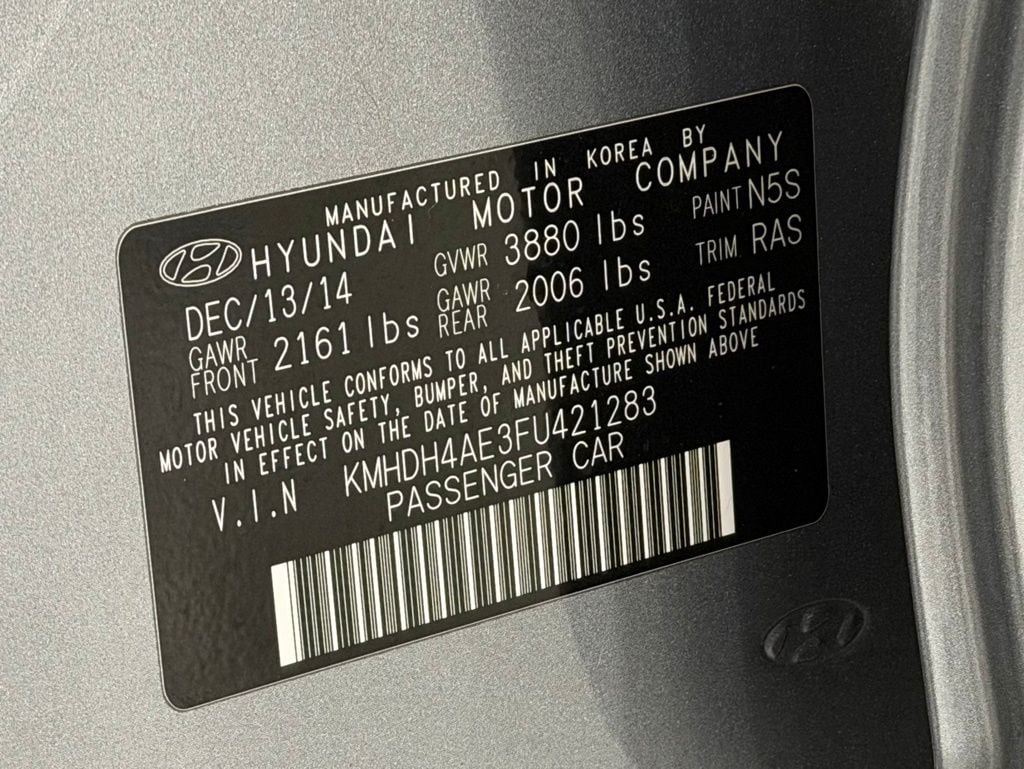 MANUFACTURED IN KOREA BY
HYUNDAI MOTOR COMPANY
DEC/13/14 GVWR 3880 lbs PAINT N5S
GAWR FRONT 2161 lbs GAWR REAR 2006 lbs TRIM RAS
THIS VEHICLE CONFORMS TO ALL APPLICABLE U.S.A. FEDERAL
MOTOR VEHICLE SAFETY, BUMPER, AND THEFT PREVENTION STANDARDS
IN EFFECT ON THE DATE OF MANUFACTURE SHOWN ABOVE
V.I.N KMHDH4AE3FU421283
PASSENGER CAR